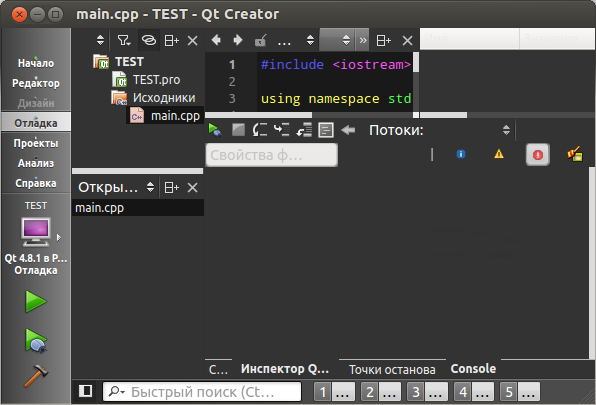 main.cpp - TEST - Qt Creator
Начало
Редактор
Дизайн
Отладка
Проекты
Анализ
Справка
TEST
Qt 4.8.1 в P...
Отладка
TEST
TEST.pro
Исходники
main.cpp
Откры...
main.cpp
...
1 #include <iostream>
2
3 using namespace std
Потоки:
Свойства ф...
С... Инспектор Q... Точки останова Console
Быстрый поиск (Ct...
1 ... 2 ... 3 ... 4 ... 5 ...